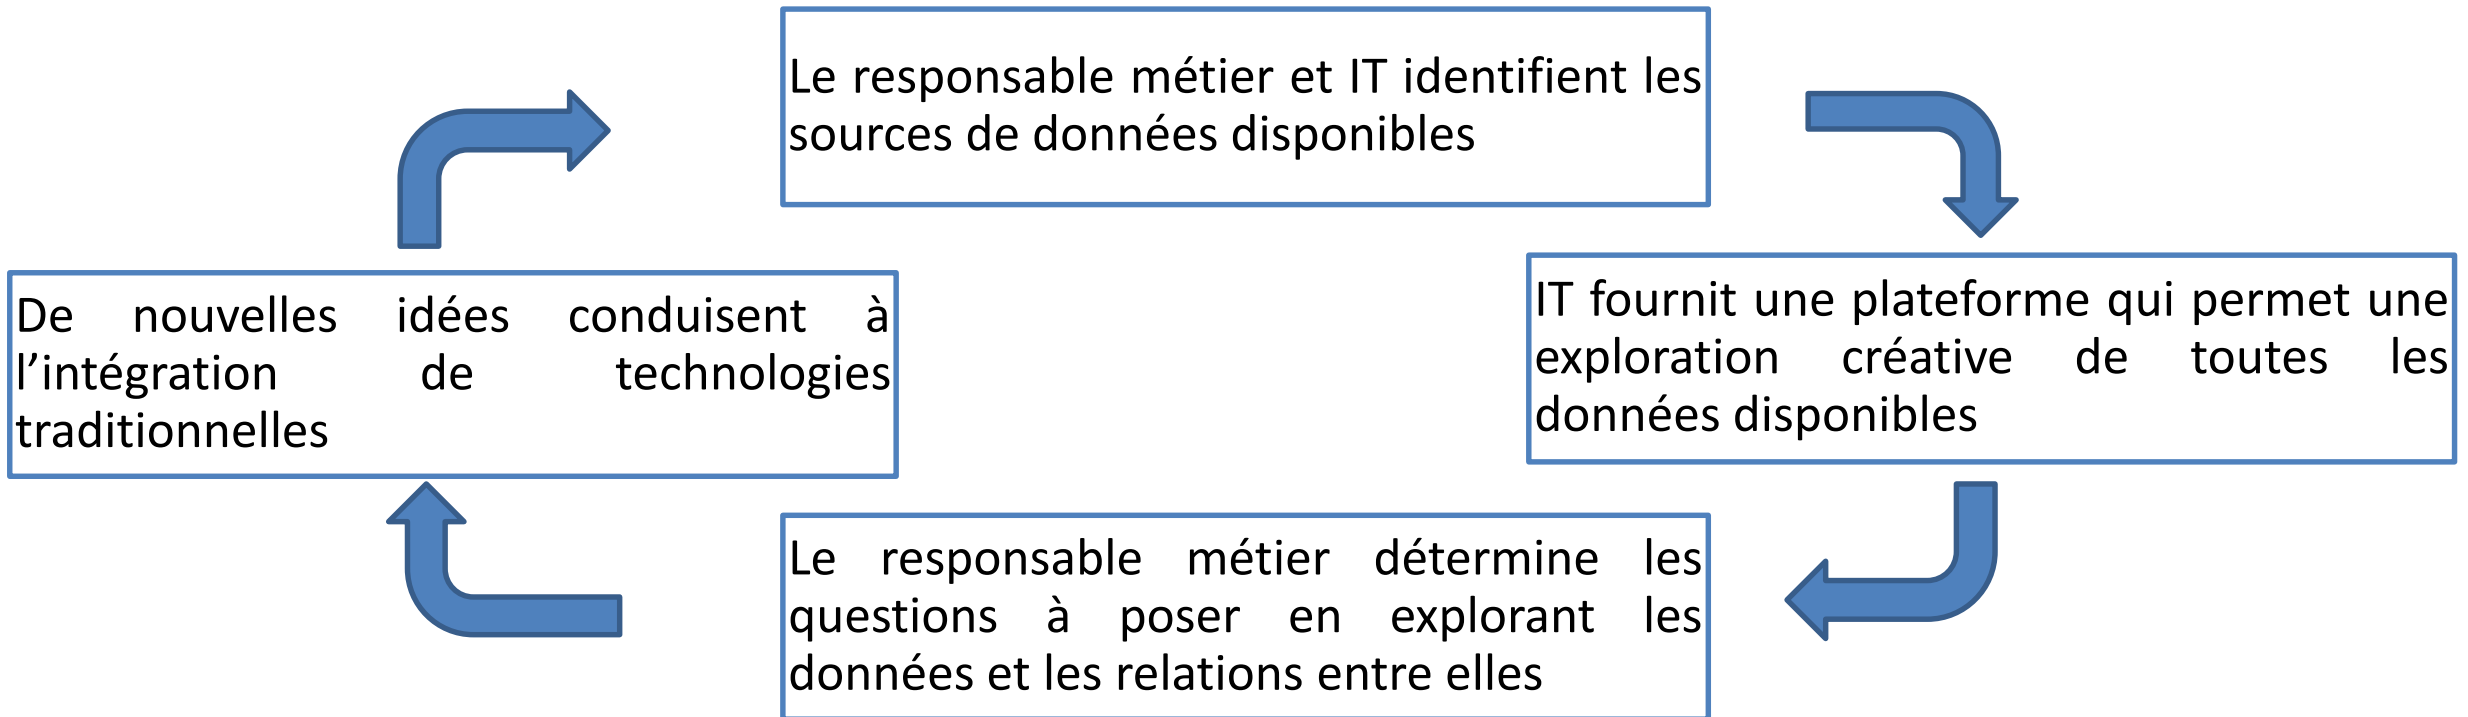 Le responsable métier et IT identifient les
sources de données disponibles
IT fournit une plateforme qui permet une
exploration créative de toutes les
données disponibles
Le responsable métier détermine les
questions à poser en explorant les
données et les relations entre elles
De nouvelles idées conduisent à
l’intégration de technologies
traditionnelles